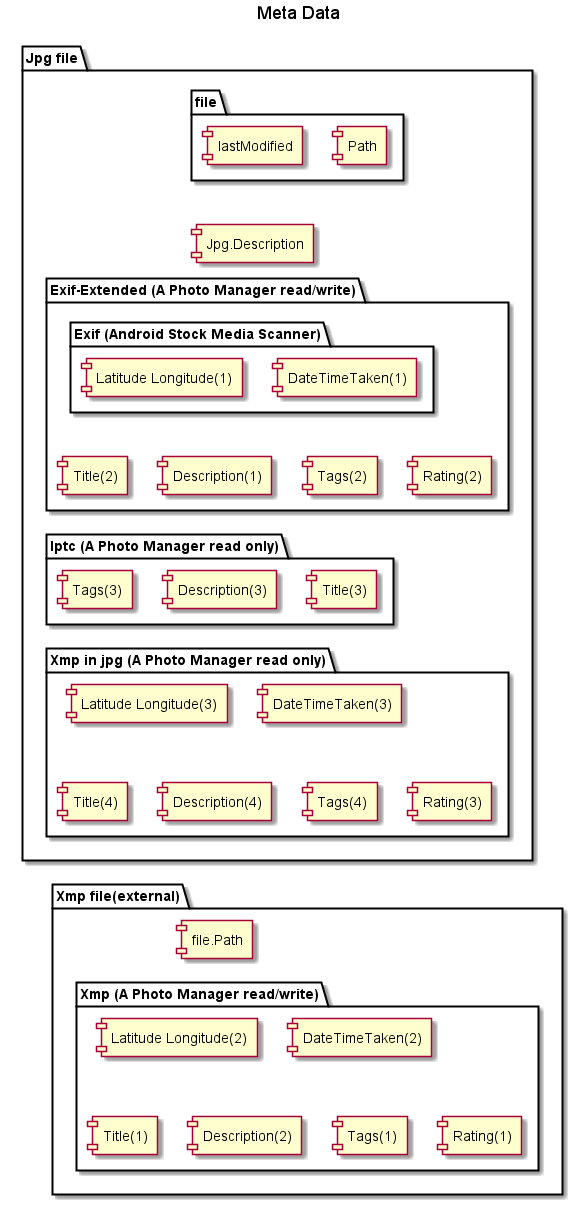 Meta Data
Jpg file
file
lastModified
Path
Jpg.Description
Exif-Extended (A Photo Manager read/write)
Exif (Android Stock Media Scanner)
Latitude Longitude(1)
DateTimeTaken(1)
Title(2)
Description(1)
Tags(2)
Rating(2)
Iptc (A Photo Manager read only)
Tags(3)
Description(3)
Title(3)
Xmp in jpg (A Photo Manager read only)
Latitude Longitude(3)
DateTimeTaken(3)
Title(4)
Description(4)
Tags(4)
Rating(3)
Xmp file(external)
file.Path
Xmp (A Photo Manager read/write)
Latitude Longitude(2)
DateTimeTaken(2)
Title(1)
Description(2)
Tags(1)
Rating(1)